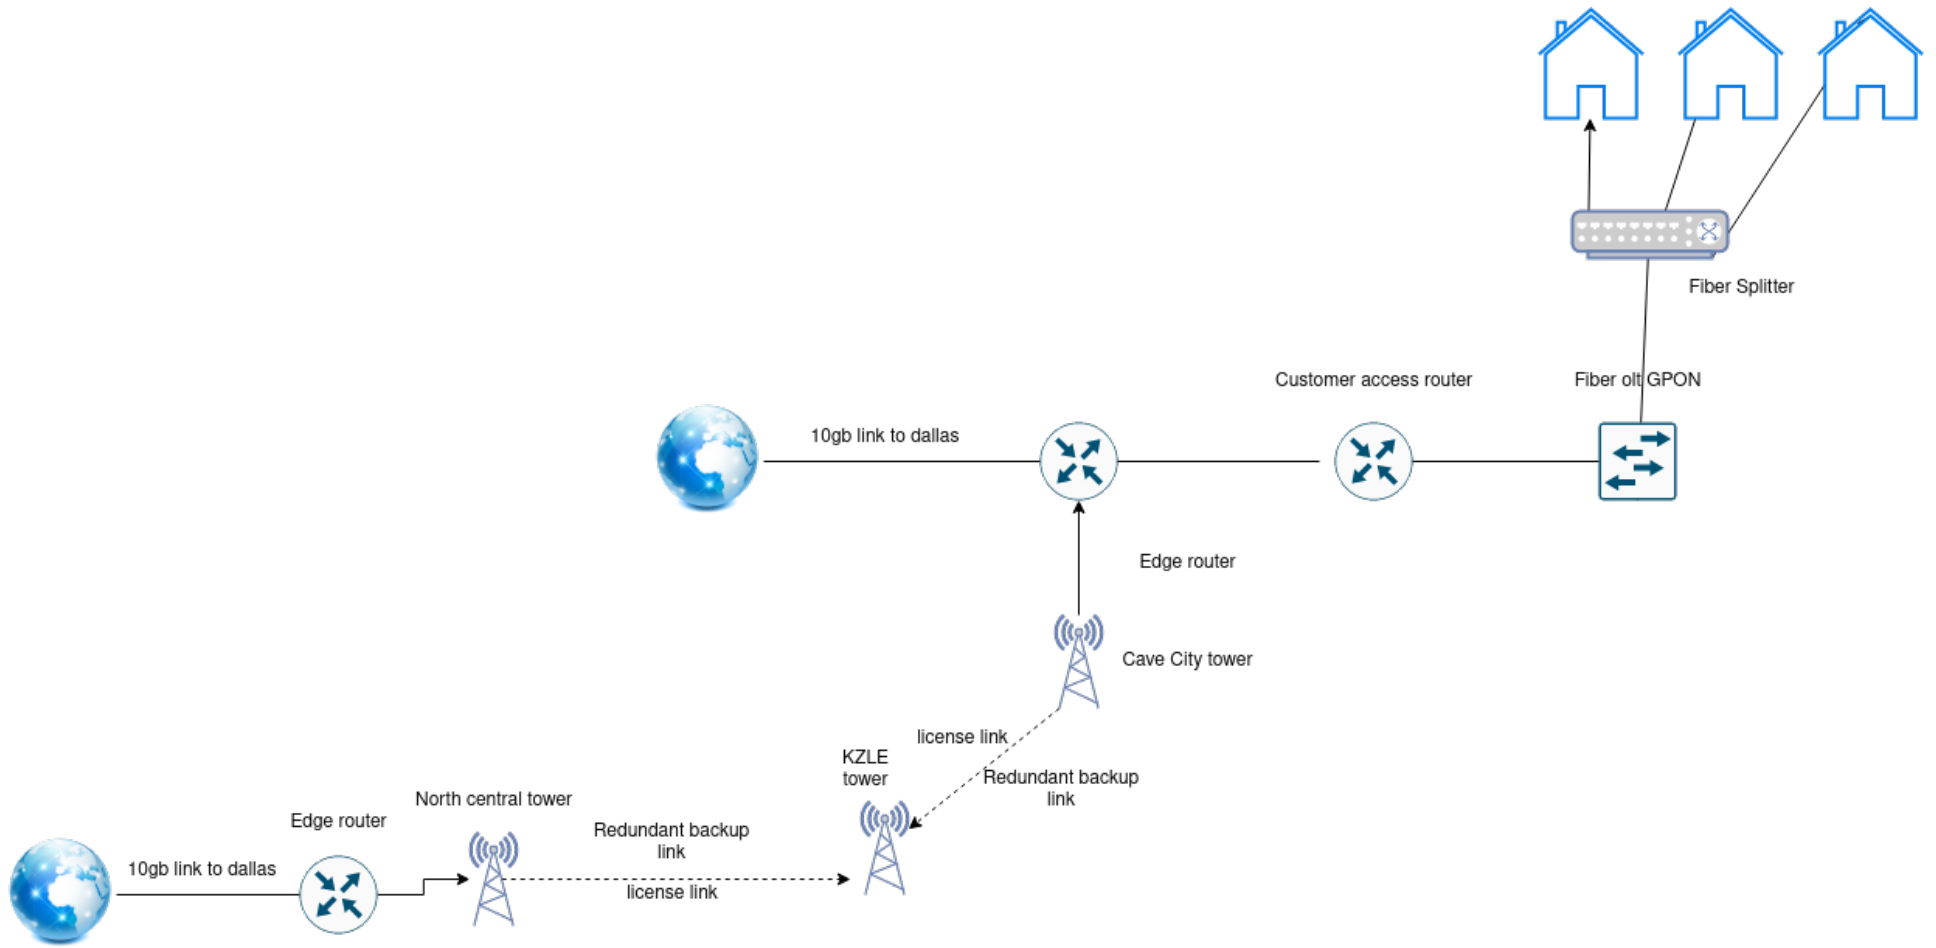 Fiber Splitter
Customer access router
Fiber olt GPON
10gb link to dallas
Edge router
Cave City tower
license link
KZLE
tower
Redundant backup
link
North central tower
Edge router
Redundant backup
link
10gb link to dallas
license link